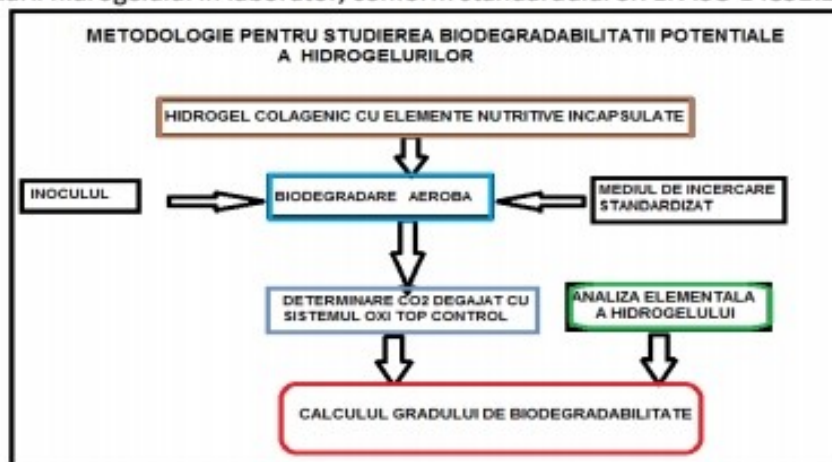 METODOLOGIE PENTRU STUDIEREA BIODEGRADABILITATII POTENTIALE
A HIDROGELURILOR
HIDROGEL COLAGENIC CU ELEMENTE NUTRITIVE INCAPSULATE
INOCULUL
BIODEGRADARE AEROBA
MEDIUL DE INCERCARE
STANDARDIZAT
DETERMINARE CO2 DEGAJAT CU
SISTEMUL OXI TOP CONTROL
ANALIZA ELEMENTALA
A HIDROGELULUI
CALCULUL GRADULUI DE BIODEGRADABILITATE